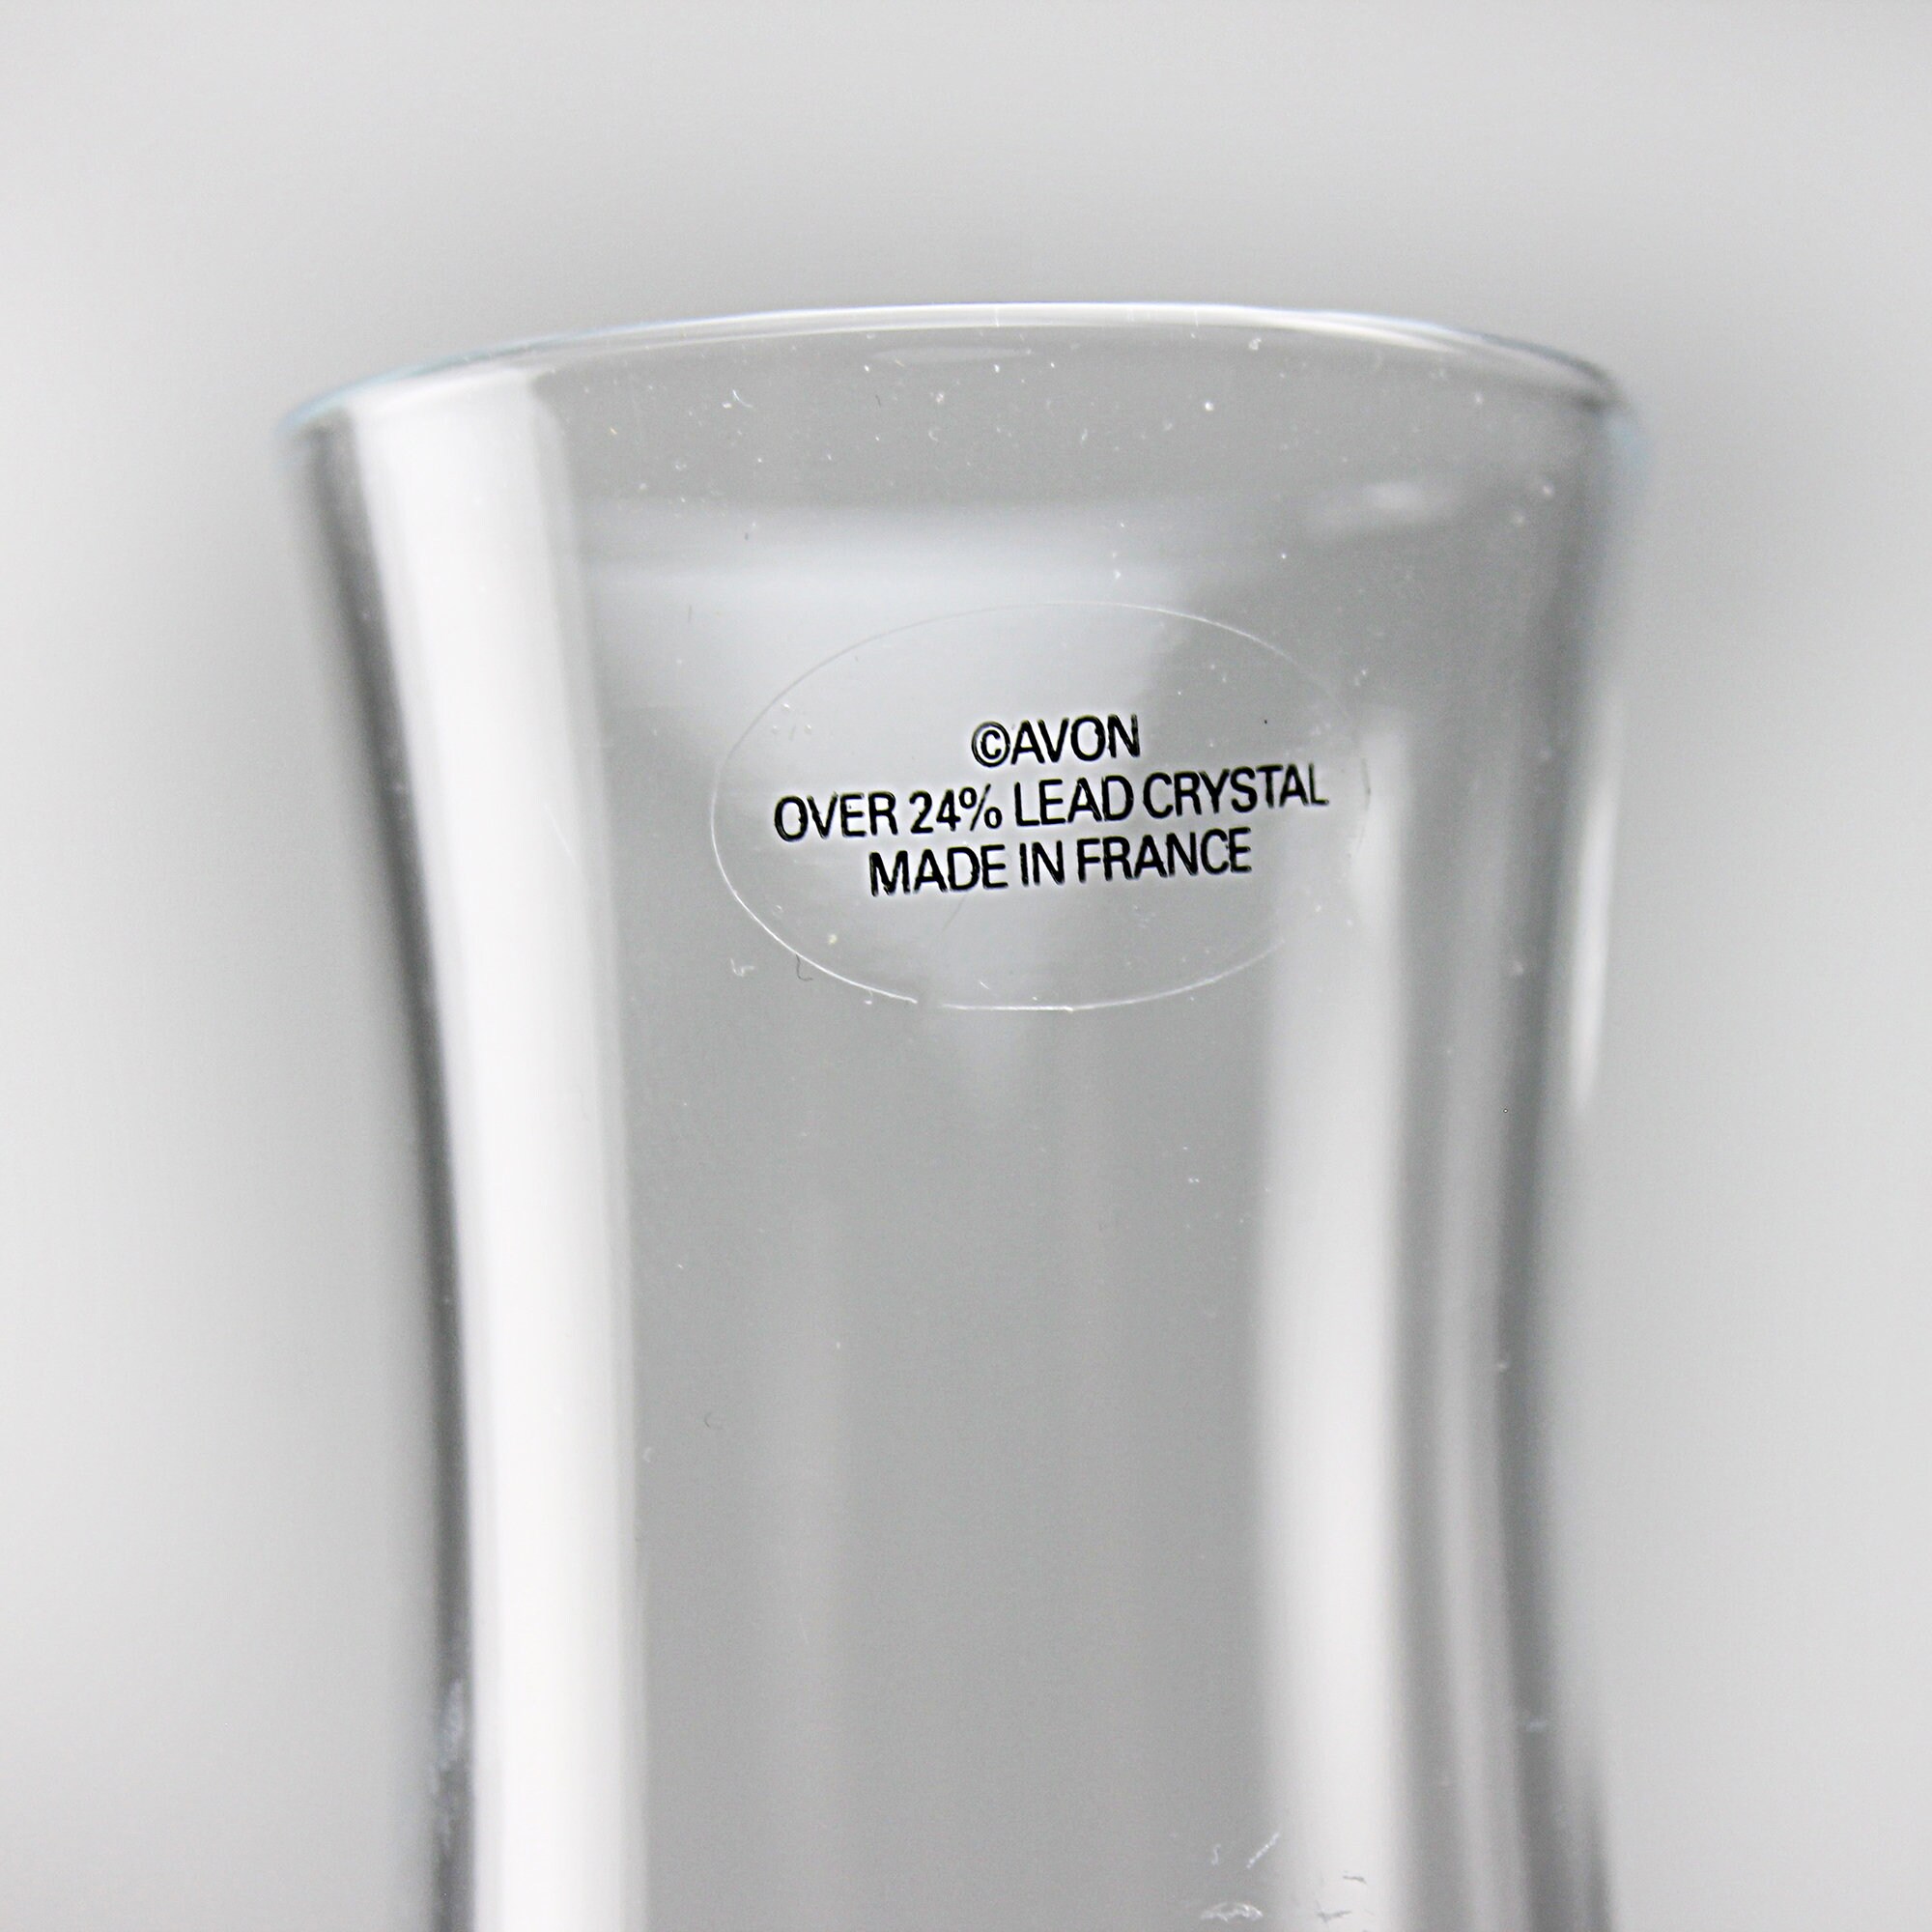 ©AVON
OVER 24% LEAD CRYSTAL
MADE IN FRANCE